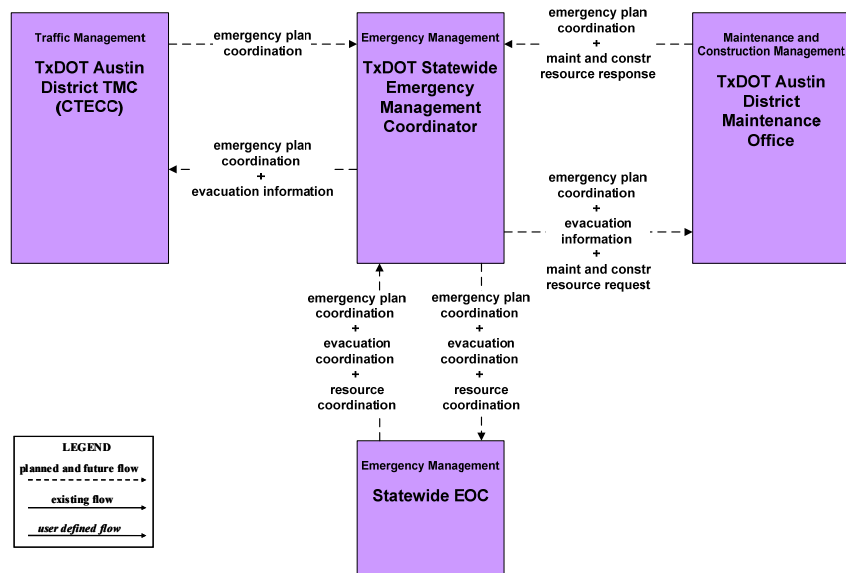 Traffic Management
TxDOT Austin
District TMC
(CTECC)
emergency plan
coordination
Emergency Management
TxDOT Statewide
Emergency
Management
Coordinator
emergency plan
coordination
+
maint and constr
resource response
Maintenance and
Construction Management
TxDOT Austin
District
Maintenance
Office
emergency plan
coordination
+
evacuation information
emergency plan
coordination
+
evacuation
information
+
maint and constr
resource request
emergency plan
coordination
+
evacuation
coordination
+
resource
coordination
emergency plan
coordination
+
evacuation
coordination
+
resource
coordination
Emergency Management
Statewide EOC
LEGEND
planned and future flow
existing flow
user defined flow